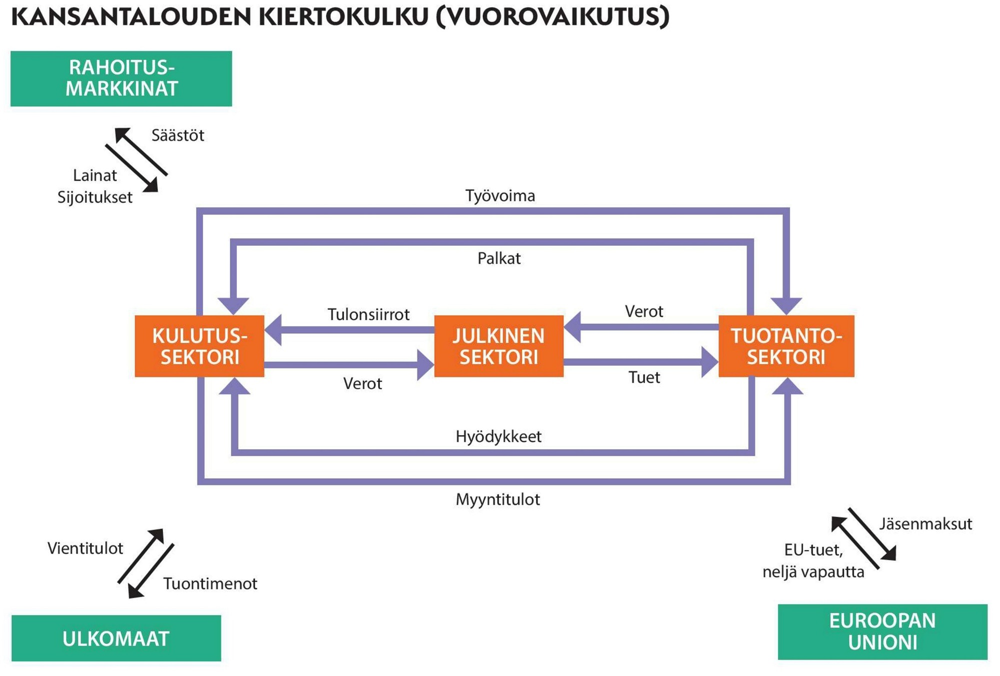 KANSANTALOUDEN KIERTOKULKU (VUOROVAIKUTUS)
RAHOITUS-
MARKKINAT
Säästöt
Lainat
Sijoitukset
Työvoima
Palkat
Tulonsiirrot
Verot
KULUTUS-
SEKTORI
JULKINEN
SEKTORI
TUOTANTO-
SEKTORI
Verot
Tuet
Hyödykkeet
Myyntitulot
Vientitulot
Tuontimenot
Jäsenmaksut
EU-tuet,
neljä vapautta
ULKOMAAT
EUROOPAN
UNIONI